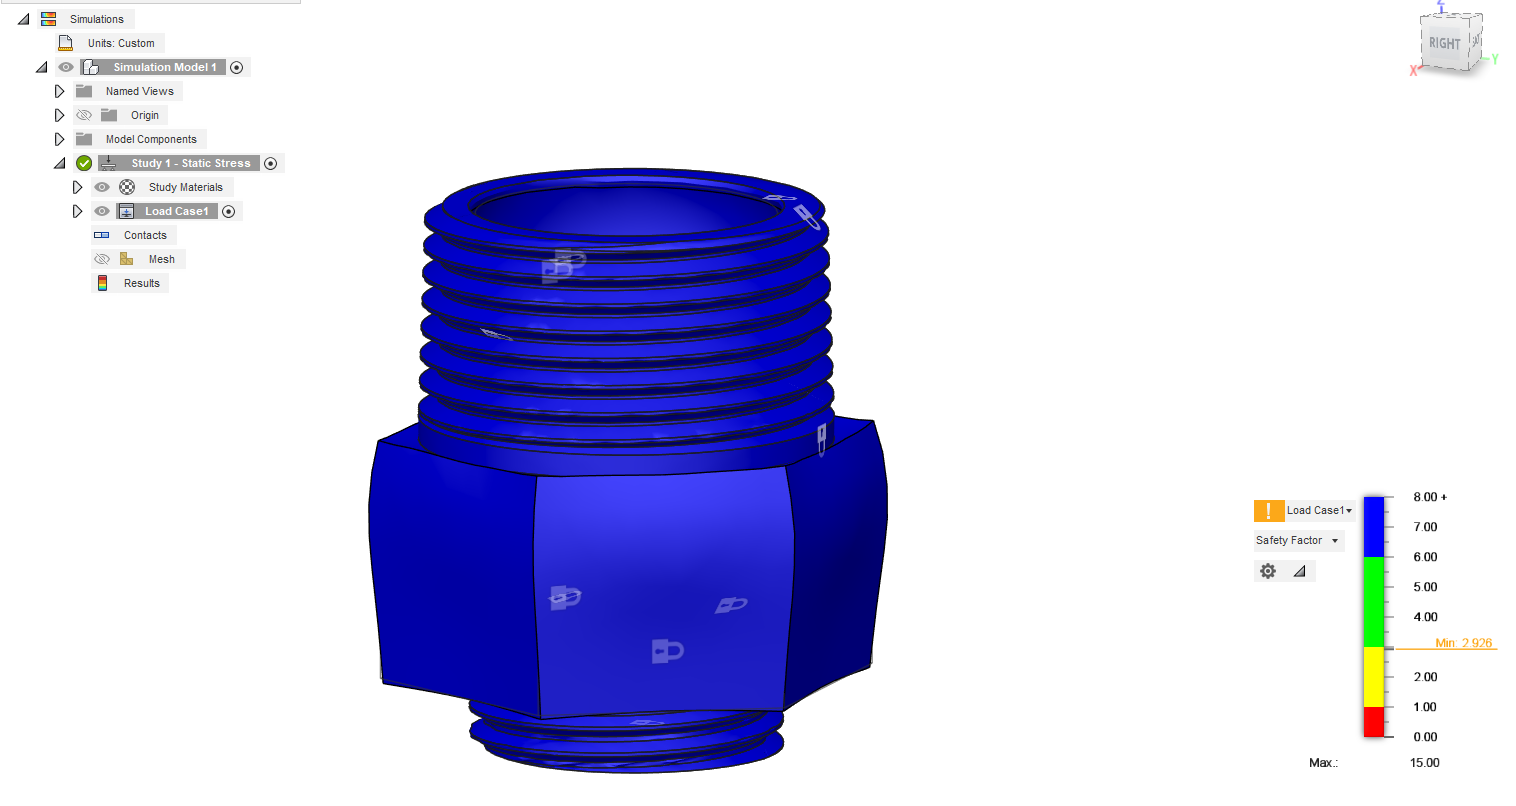 Simulations
Units: Custom
Simulation Model 1
Named Views
Origin
Model Components
Study 1 - Static Stress
Study Materials
Load Case1
Contacts
Mesh
Results
Z
RIGHT
X
Y
! Load Case1
Safety Factor
8.00 +
7.00
6.00
5.00
4.00
Min: 2.926
2.00
1.00
0.00
Max.: 15.00